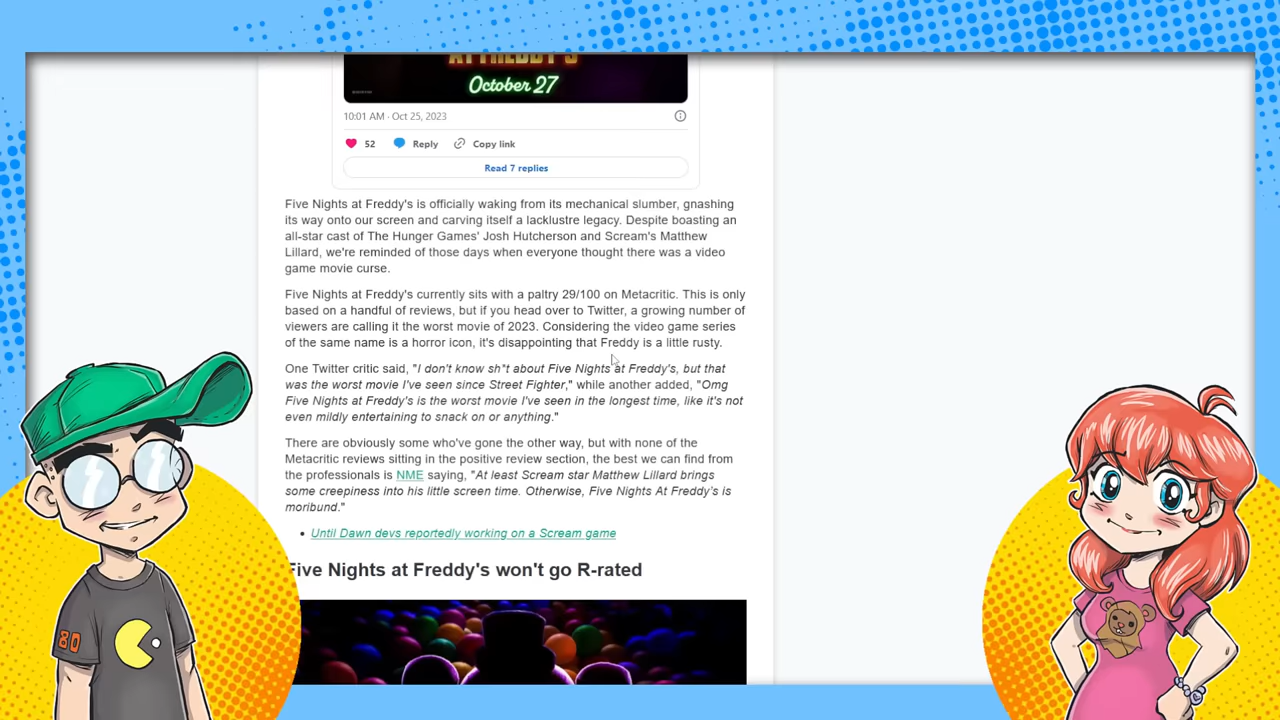 AT FREDDY'S
October 27
10:01 AM · Oct 25, 2023
52 Reply Copy link
Read 7 replies
Five Nights at Freddy's is officially waking from its mechanical slumber, gnashing
its way onto our screen and carving itself a lacklustre legacy. Despite boasting an
all-star cast of The Hunger Games' Josh Hutcherson and Scream's Matthew
Lillard, we're reminded of those days when everyone thought there was a video
game movie curse.
Five Nights at Freddy's currently sits with a paltry 29/100 on Metacritic. This is only
based on a handful of reviews, but if you head over to Twitter, a growing number of
viewers are calling it the worst movie of 2023. Considering the video game series
of the same name is a horror icon, it's disappointing that Freddy is a little rusty.
One Twitter critic said, "I don't know sh*t about Five Nights at Freddy's, but that
was the worst movie I've seen since Street Fighter," while another added, "Omg
Five Nights at Freddy's is the worst movie I've seen in the longest time, like it's not
even mildly entertaining to snack on or anything."
There are obviously some who've gone the other way, but with none of the
Metacritic reviews sitting in the positive review section, the best we can find from
the professionals is NME saying, "At least Scream star Matthew Lillard brings
some creepiness into his little screen time. Otherwise, Five Nights At Freddy's is
moribund."
• Until Dawn devs reportedly working on a Scream game
Five Nights at Freddy's won't go R-rated
80